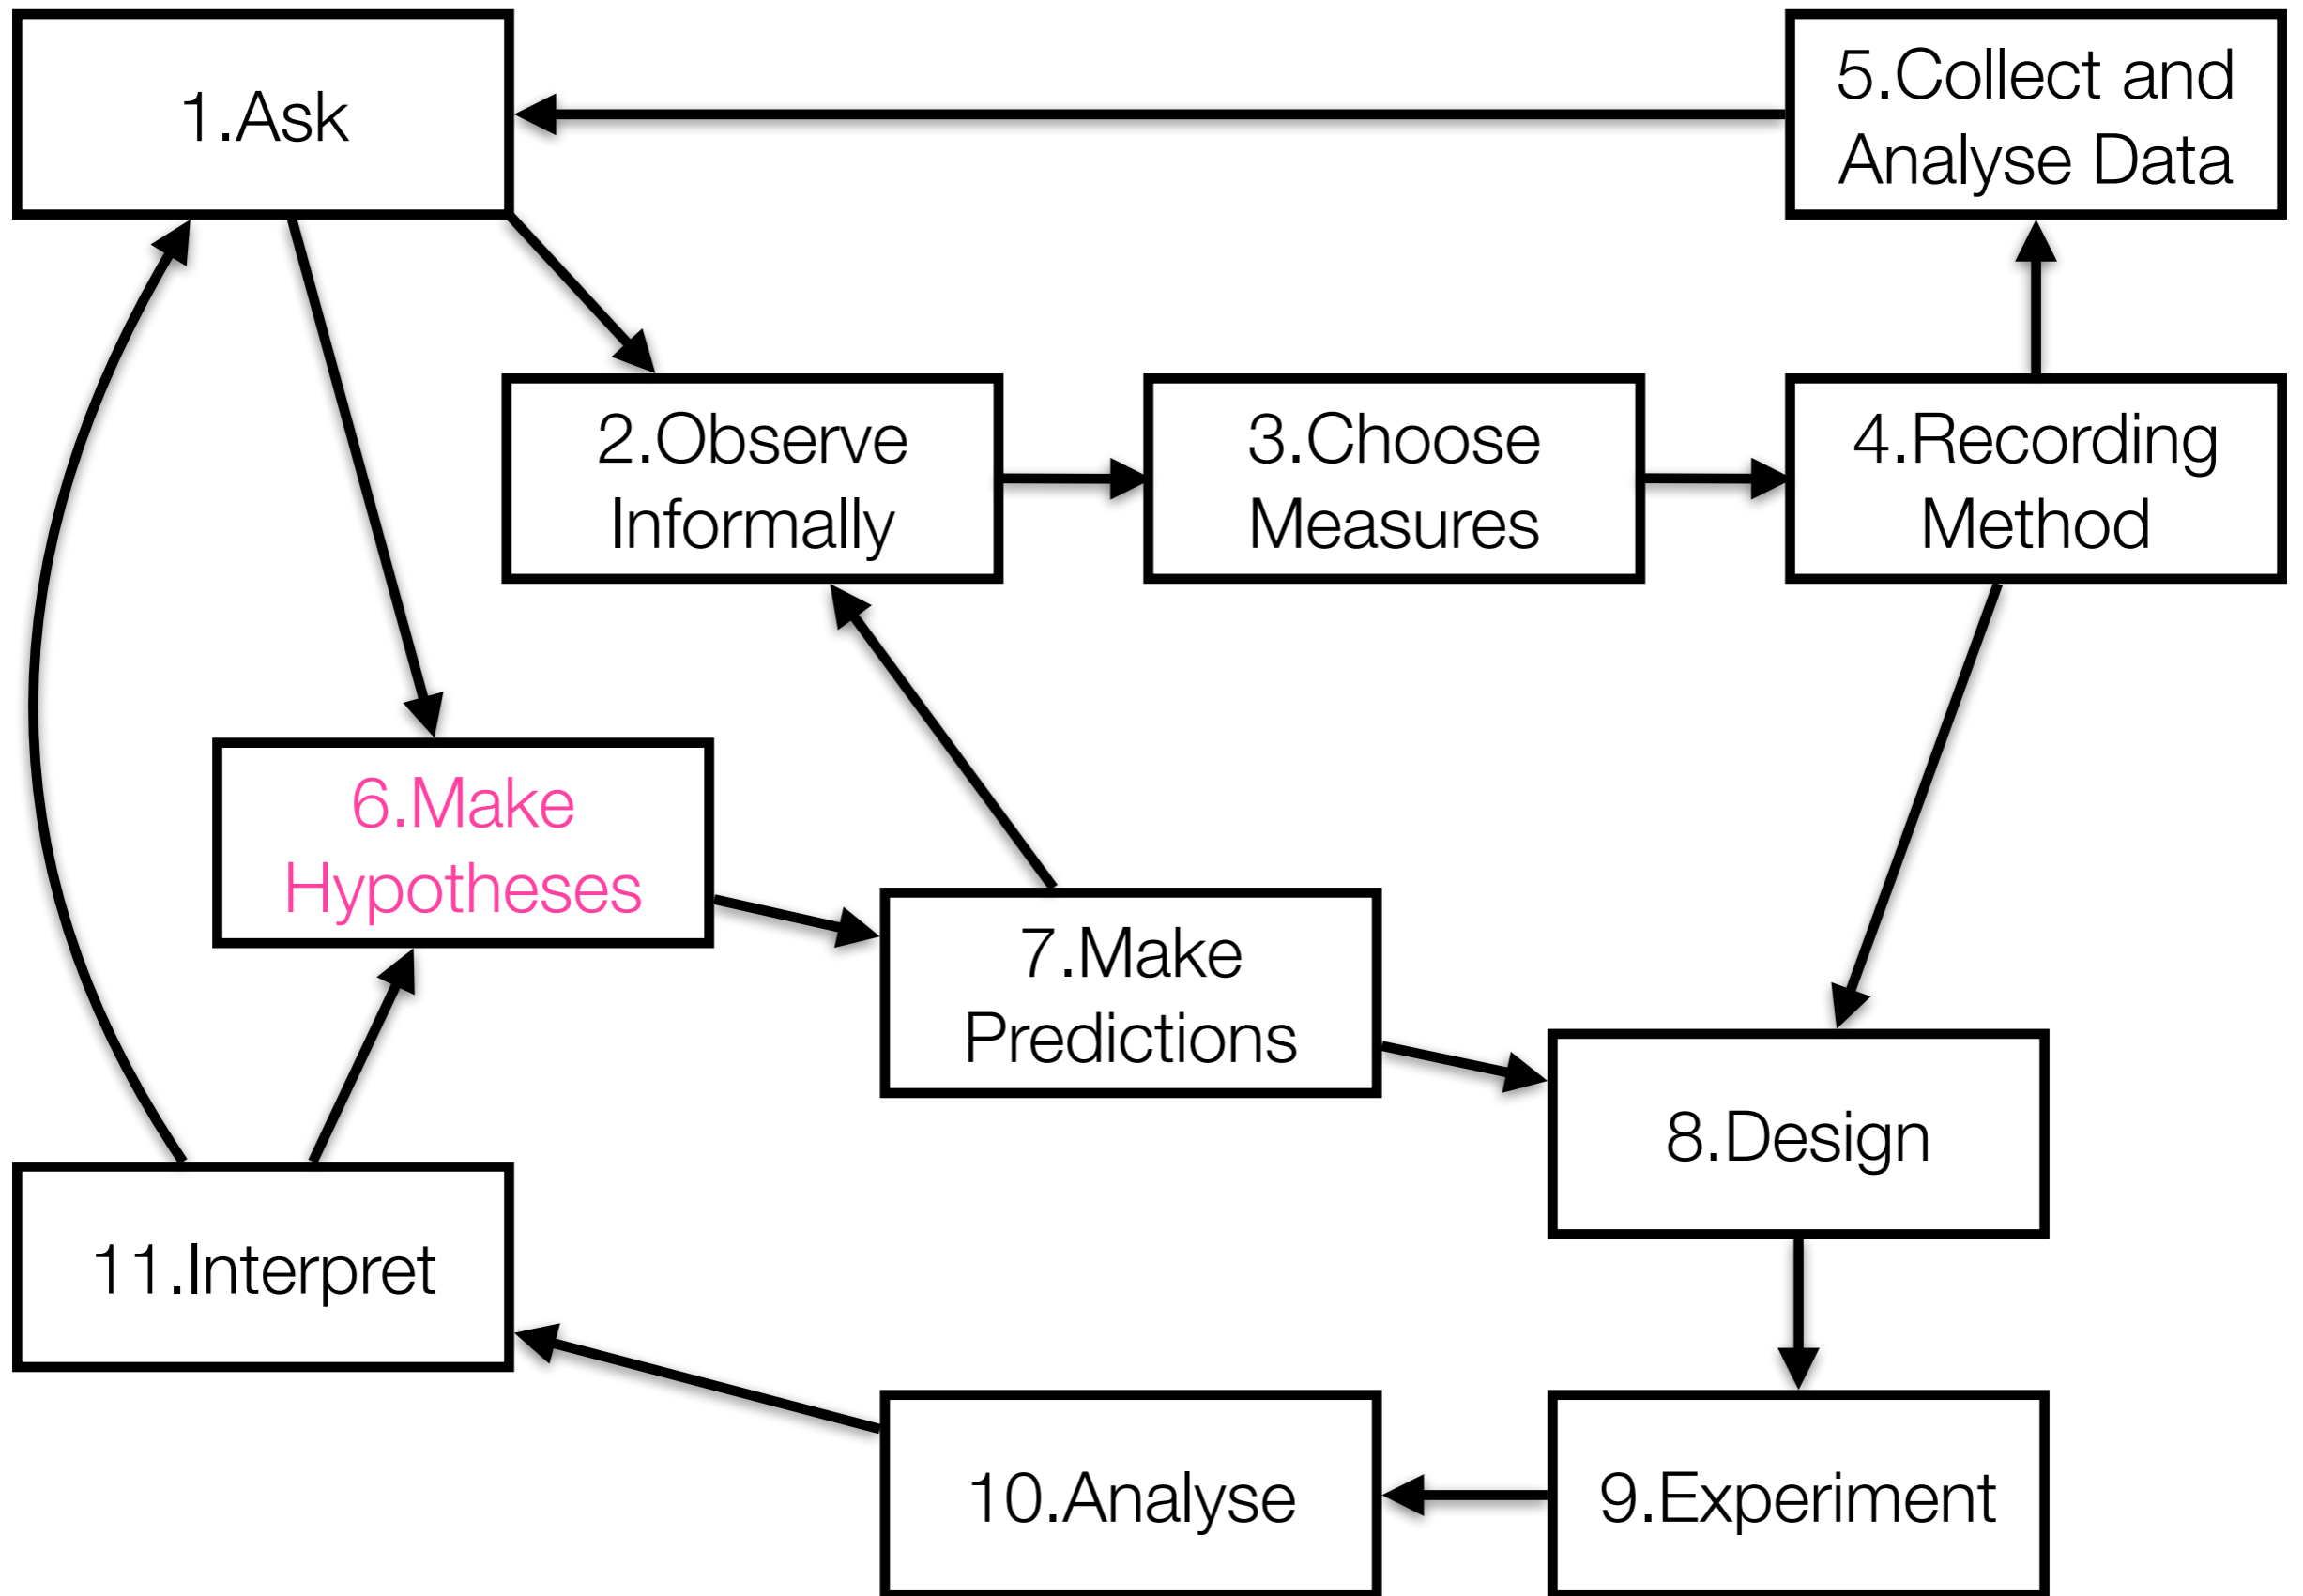 1.Ask
5.Collect and
Analyse Data
2.Observe
Informally
3.Choose
Measures
4.Recording
Method
6.Make
Hypotheses
7.Make
Predictions
8.Design
11.Interpret
10.Analyse
9.Experiment